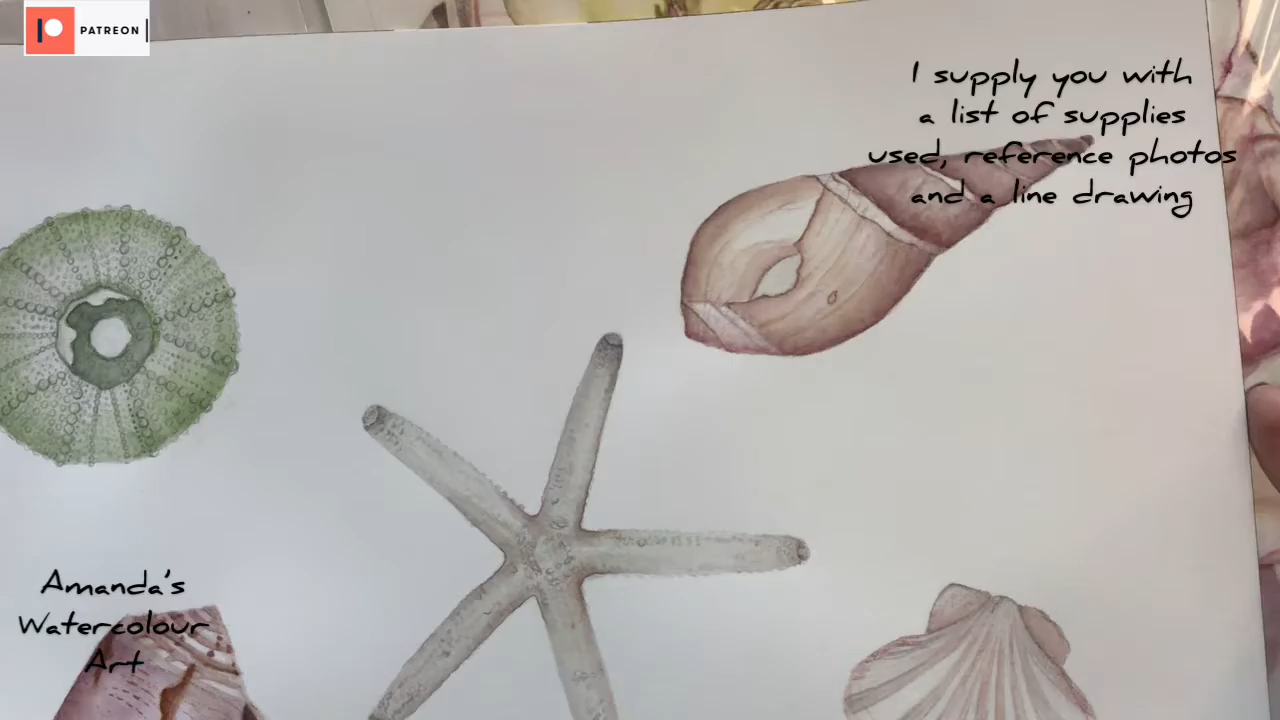 PATREON
I supply you with
a list of supplies
used, reference photos
and a line drawing
Amanda's
Watercolour
Art